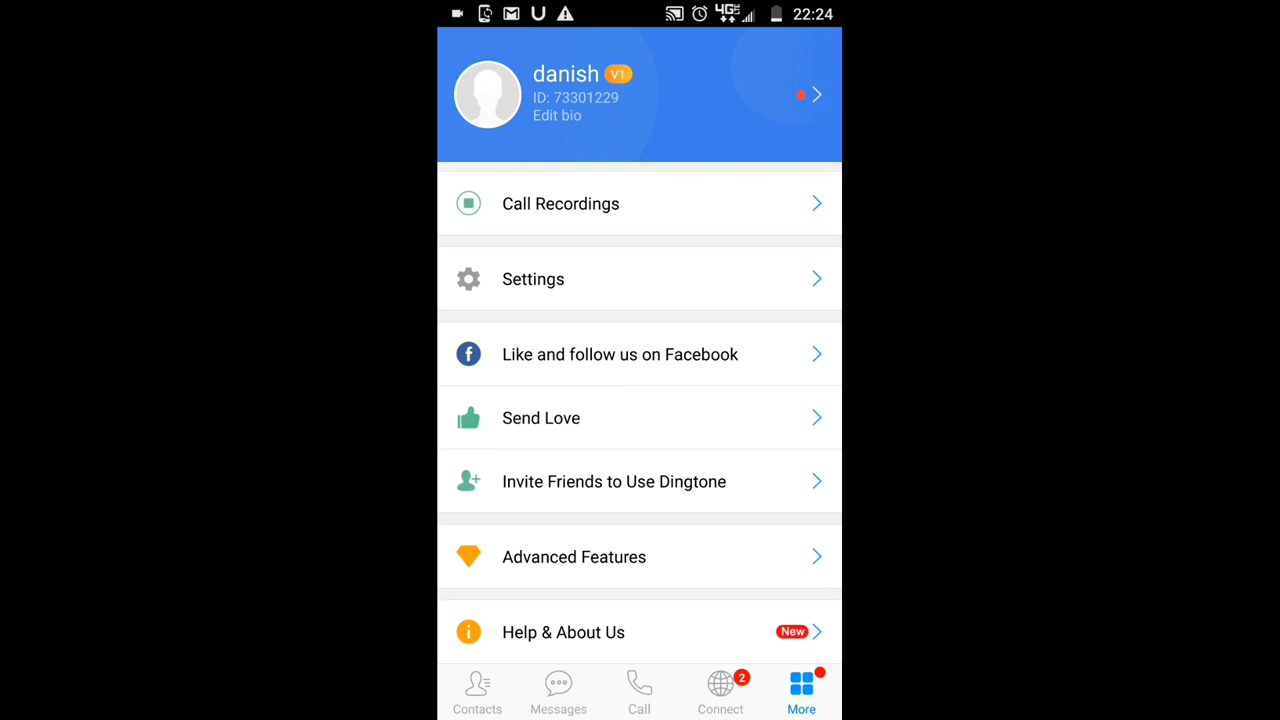 22:24
danish V1
ID: 73301229
Edit bio
Call Recordings
Settings
Like and follow us on Facebook
Send Love
Invite Friends to Use Dingtone
Advanced Features
Help & About Us New
Contacts Messages Call Connect 2 More